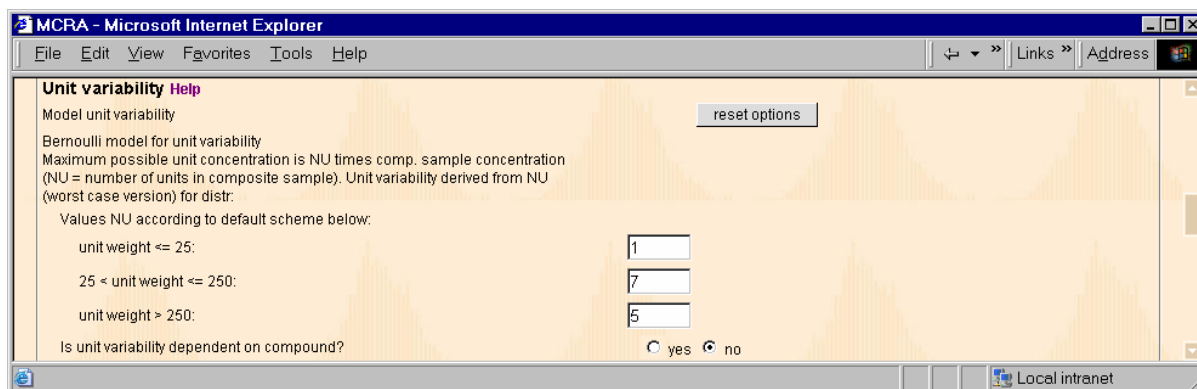 MCRA - Microsoft Internet Explorer
File Edit View Favorites Tools Help » Links » Address
Unit variability Help
Model unit variability reset options
Bernoulli model for unit variability
Maximum possible unit concentration is NU times comp. sample concentration
(NU = number of units in composite sample). Unit variability derived from NU
(worst case version) for distr:
Values NU according to default scheme below:
unit weight <= 25: 1
25 < unit weight <= 250: 7
unit weight > 250: 5
Is unit variability dependent on compound? yes no
Local intranet